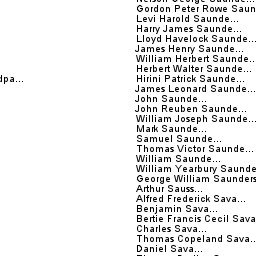 Nelson George Saunde...
Gordon Peter Rowe Saun
Levi Harold Saunde...
Harry James Saunde...
Lloyd Havelock Saunde...
James Henry Saunde...
William Herbert Saunde...
Herbert Walter Saunde...
dpa...
Hirini Patrick Saunde...
James Leonard Saunde...
John Saunde...
John Reuben Saunde...
William Joseph Saunde...
Mark Saunde...
Samuel Saunde...
Thomas Victor Saunde...
William Saunde...
William Yearbury Saunde
George William Saunders
Arthur Sauss...
Alfred Frederick Sava...
Benjamin Sava...
Bertie Francis Cecil Sava
Charles Sava...
Thomas Copeland Sava...
Daniel Sava...